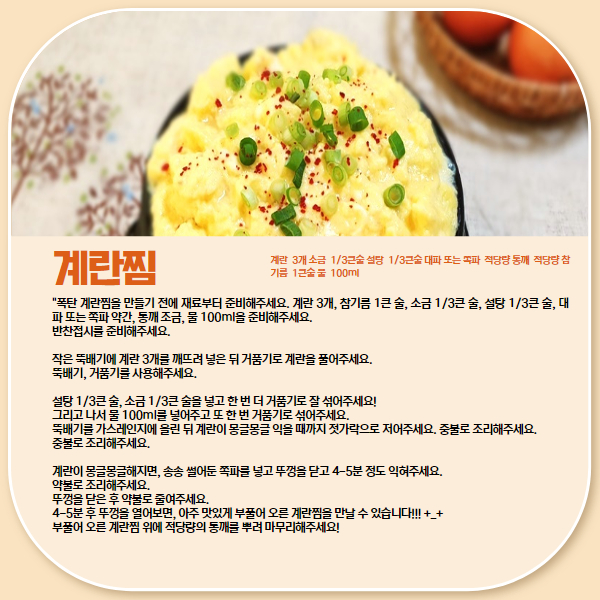 계란찜
계란 3개 소금 1/3큰술 설탕 1/3큰술 대파 또는 쪽파 적당량 통깨 적당량 참
기름 1큰술 물 100ml
"폭탄 계란찜을 만들기 전에 재료부터 준비해주세요. 계란 3개, 참기름 1큰 술, 소금 1/3큰 술, 설탕 1/3큰 술, 대
파 또는 쪽파 약간, 통깨 조금, 물 100ml을 준비해주세요.
반찬접시를 준비해주세요.
작은 뚝배기에 계란 3개를 깨뜨려 넣은 뒤 거품기로 계란을 풀어주세요.
뚝배기, 거품기를 사용해주세요.
설탕 1/3큰 술, 소금 1/3큰 술을 넣고 한 번 더 거품기로 잘 섞어주세요!
그리고 나서 물 100ml를 넣어주고 또 한 번 거품기로 섞어주세요.
뚝배기를 가스레인지에 올린 뒤 계란이 몽글몽글 익을 때까지 젓가락으로 저어주세요. 중불로 조리해주세요.
중불로 조리해주세요.
계란이 몽글몽글해지면, 송송 썰어둔 쪽파를 넣고 뚜껑을 닫고 4-5분 정도 익혀주세요.
약불로 조리해주세요.
뚜껑을 닫은 후 약불로 줄여주세요.
4-5분 후 뚜껑을 열어보면, 아주 맛있게 부풀어 오른 계란찜을 만날 수 있습니다!!! +_+
부풀어 오른 계란찜 위에 적당량의 통깨를 뿌려 마무리해주세요!